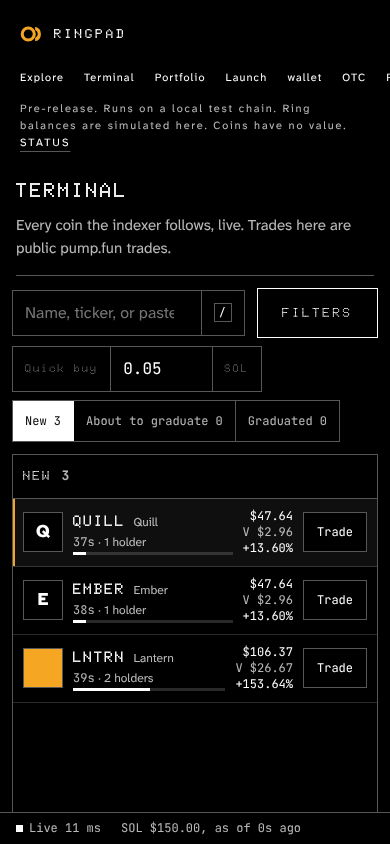 RINGPAD
Explore Terminal Portfolio Launch wallet OTC
Pre-release. Runs on a local test chain. Ring
balances are simulated here. Coins have no value.
STATUS
TERMINAL
Every coin the indexer follows, live. Trades here are
public pump.fun trades.
Name, ticker, or paste / FILTERS
Quick buy 0.05 SOL
New 3 About to graduate 0 Graduated 0
NEW 3
Q QUILL Quill $47.64 Trade
V $2.96
37s · 1 holder +13.60%
E EMBER Ember $47.64 Trade
V $2.96
38s · 1 holder +13.60%
LNTRN Lantern $106.37 Trade
V $26.67
39s · 2 holders +153.64%
Live 11 ms SOL $150.00, as of 0s ago